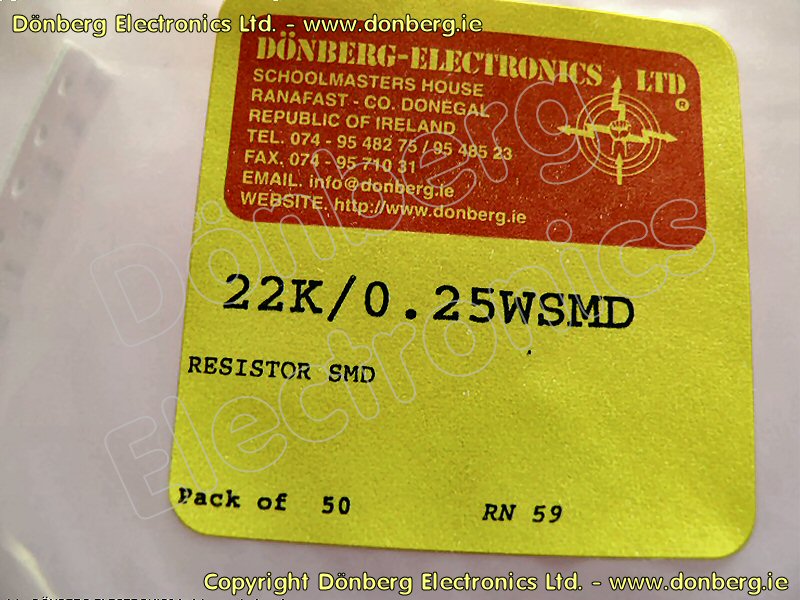 Dönberg Electronics Ltd. - www.donberg.ie
DÖNBERG-ELECTRONICS LTD
®
SCHOOLMASTERS HOUSE
RANAFAST - CO. DONEGAL
REPUBLIC OF IRELAND
TEL. 074 - 95 482 75 / 95 485 23
FAX. 074 - 95 710 31
EMAIL. info@donberg.ie
WEBSITE. http://www.donberg.ie
Dönberg
Electronics
22K/0.25WSMD
RESISTOR SMD
Pack of 50 RN 59
Copyright Dönberg Electronics Ltd. - www.donberg.ie